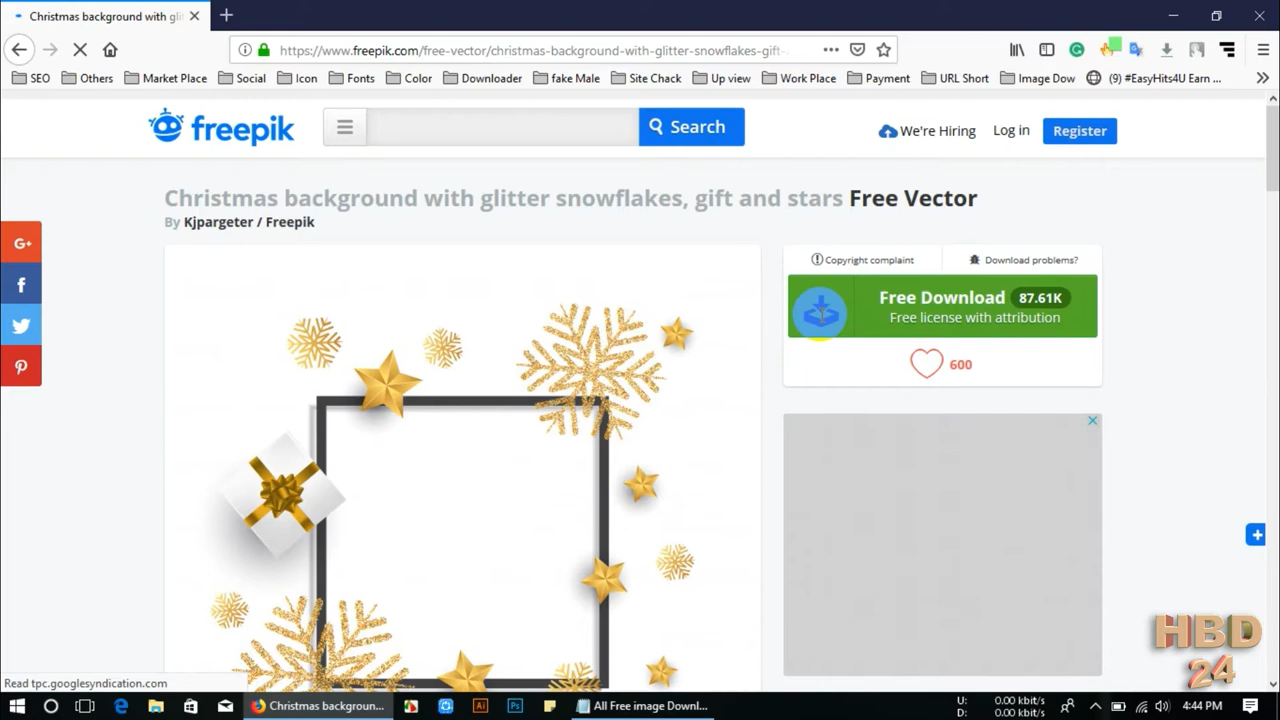 Christmas background with gli
https://www.freepik.com/free-vector/christmas-background-with-glitter-snowflakes-gift-
SEO Others Market Place Social Icon Fonts Color Downloader fake Male Site Chack Up view Work Place Payment URL Short Image Dow (9) #EasyHits4U Earn ...
freepik Search We're Hiring Log in Register
Christmas background with glitter snowflakes, gift and stars Free Vector
By Kjpargeter / Freepik
G+
Copyright complaint Download problems?
Free Download 87.61K
Free license with attribution
600
HBD
24
Read tpc.googlesyndication.com
Christmas backgroun... Ai Ps All Free image Downl... U: 0.00 kbit/s
D: 0.00 kbit/s
4:44 PM